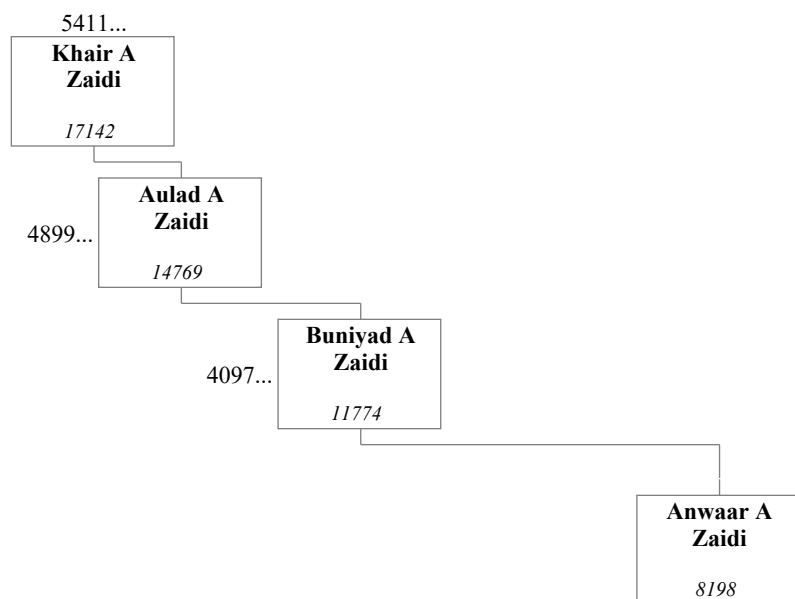 5411...
Khair A
Zaidi
17142
Aulad A
Zaidi
4899...
14769
Buniyad A
Zaidi
4097...
11774
Anwaar A
Zaidi
8198